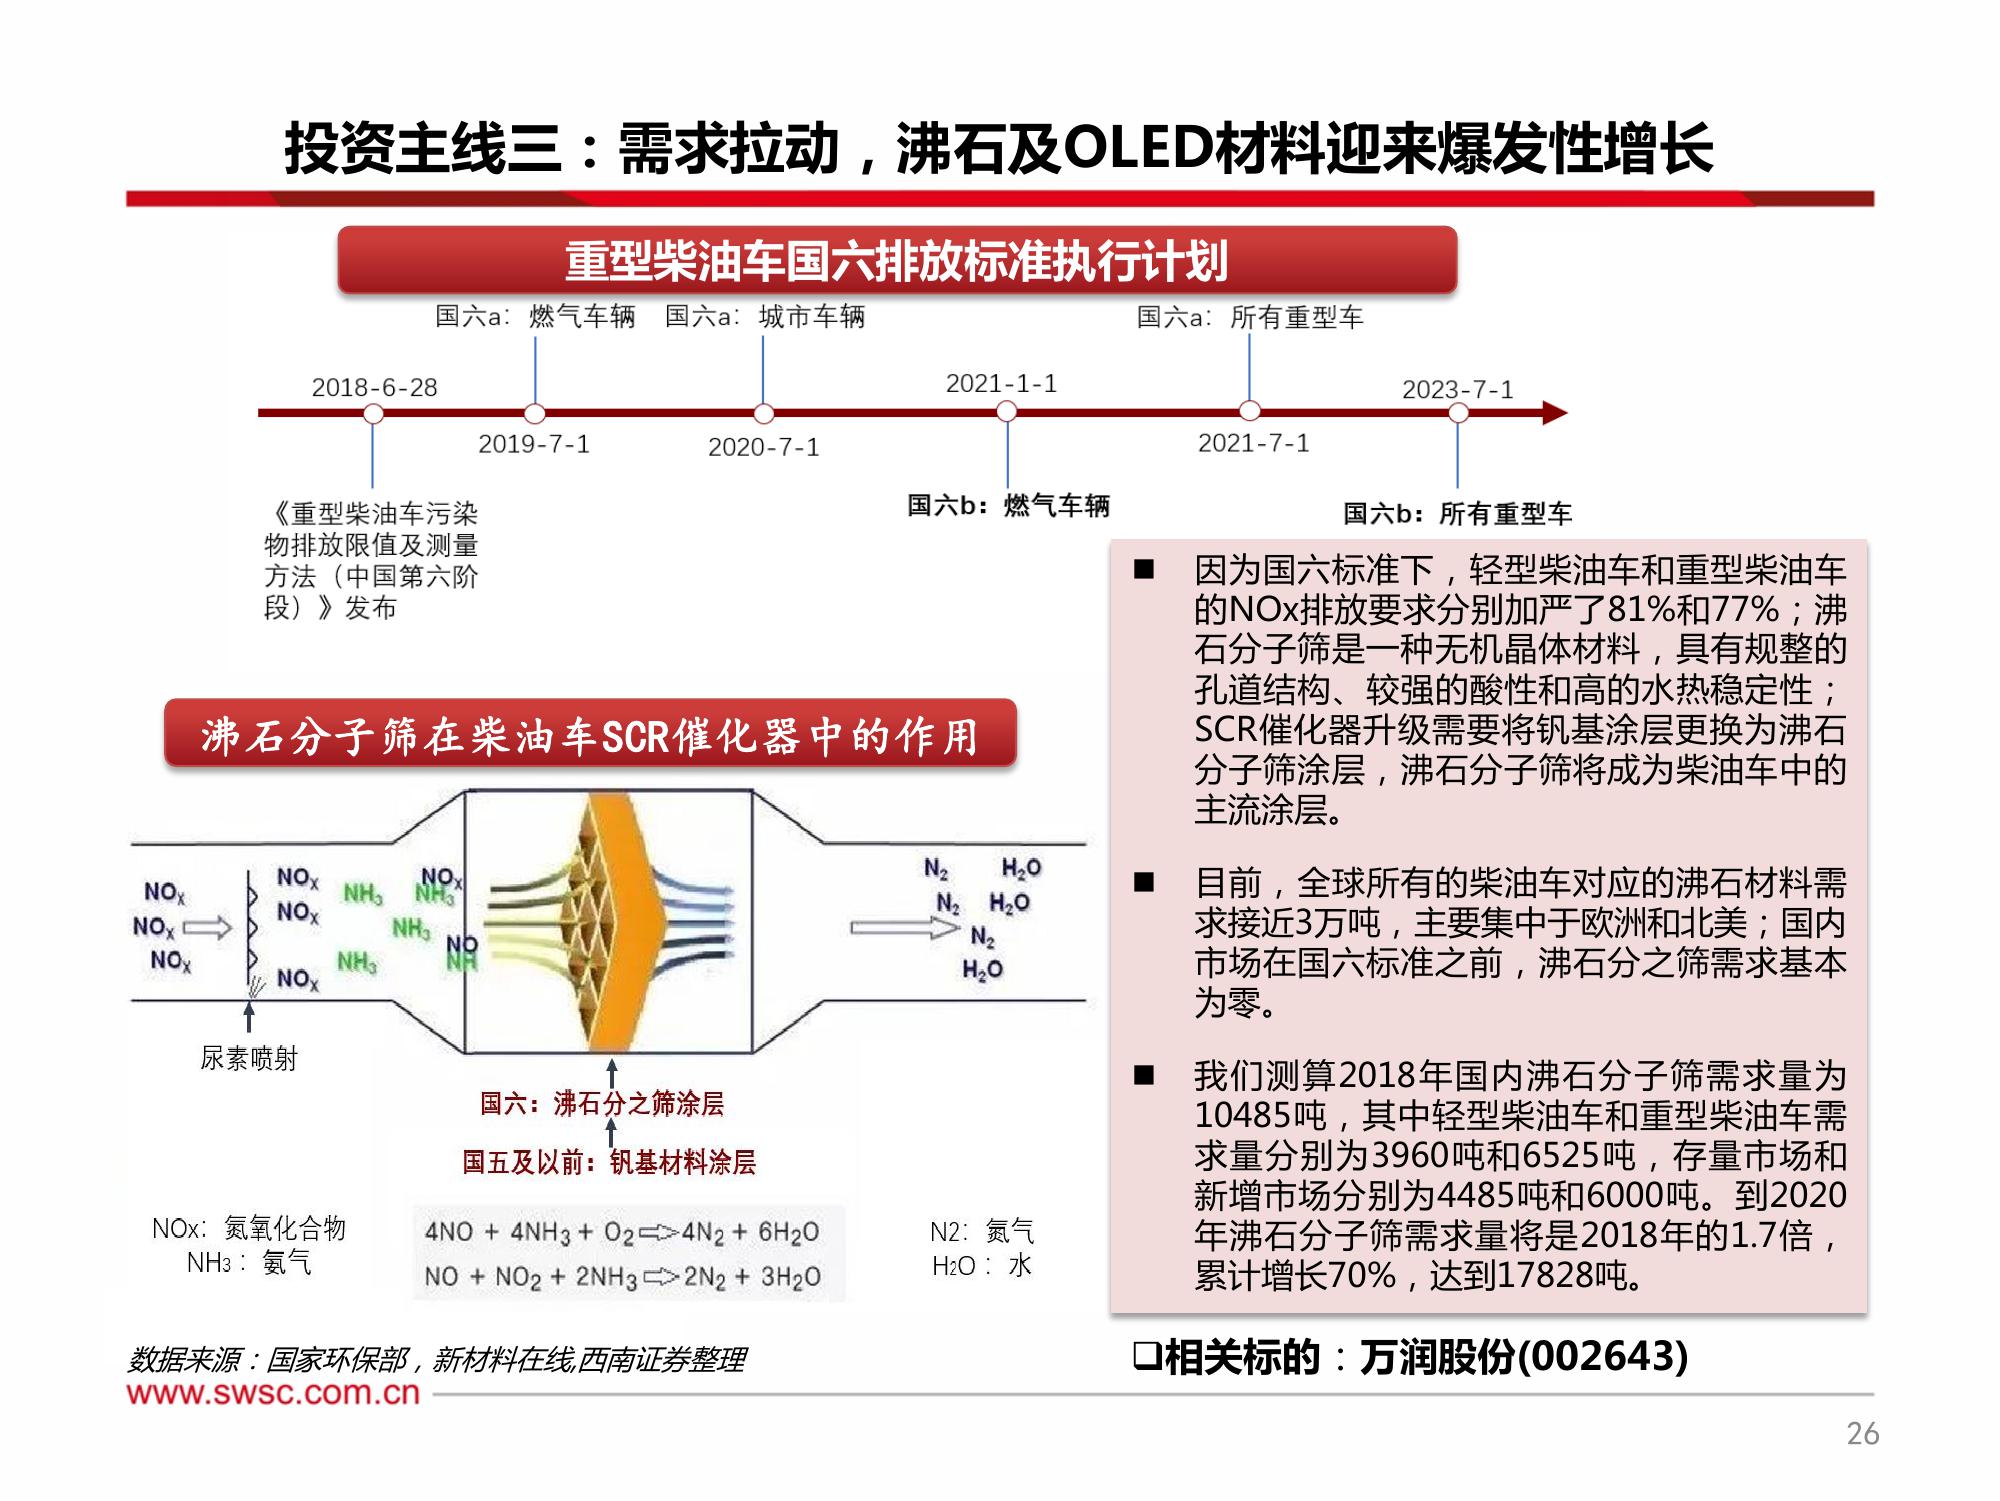 投资主线三：需求拉动，沸石及OLED材料迎来爆发性增长
重型柴油车国六排放标准执行计划
国六a：燃气车辆 国六a：城市车辆 国六a：所有重型车
2018-6-28 2021-1-1 2023-7-1
2019-7-1 2020-7-1 2021-7-1
国六b：燃气车辆 国六b：所有重型车
《重型柴油车污染
物排放限值及测量
方法（中国第六阶
段）》发布
沸石分子筛在柴油车SCR催化器中的作用
NOx NOx NH3 NOx NH3 N2 H2O
NOx NOx NH3 N2 H2O
NOx NOx NH3 NO NH N2 H2O
尿素喷射
国六：沸石分之筛涂层
国五及以前：钒基材料涂层
NOx：氮氧化合物
NH3：氨气
4NO + 4NH3 + O2⇨4N2 + 6H2O
NO + NO2 + 2NH3⇨2N2 + 3H2O
N2：氮气
H2O：水
■ 因为国六标准下，轻型柴油车和重型柴油车
的NOx排放要求分别加严了81%和77%；沸
石分子筛是一种无机晶体材料，具有规整的
孔道结构、较强的酸性和高的水热稳定性；
SCR催化器升级需要将钒基涂层更换为沸石
分子筛涂层，沸石分子筛将成为柴油车中的
主流涂层。
■ 目前，全球所有的柴油车对应的沸石材料需
求接近3万吨，主要集中于欧洲和北美；国内
市场在国六标准之前，沸石分之筛需求基本
为零。
■ 我们测算2018年国内沸石分子筛需求量为
10485吨，其中轻型柴油车和重型柴油车需
求量分别为3960吨和6525吨，存量市场和
新增市场分别为4485吨和6000吨。到2020
年沸石分子筛需求量将是2018年的1.7倍，
累计增长70%，达到17828吨。
❑相关标的：万润股份(002643)
数据来源：国家环保部，新材料在线,西南证券整理
www.swsc.com.cn
26